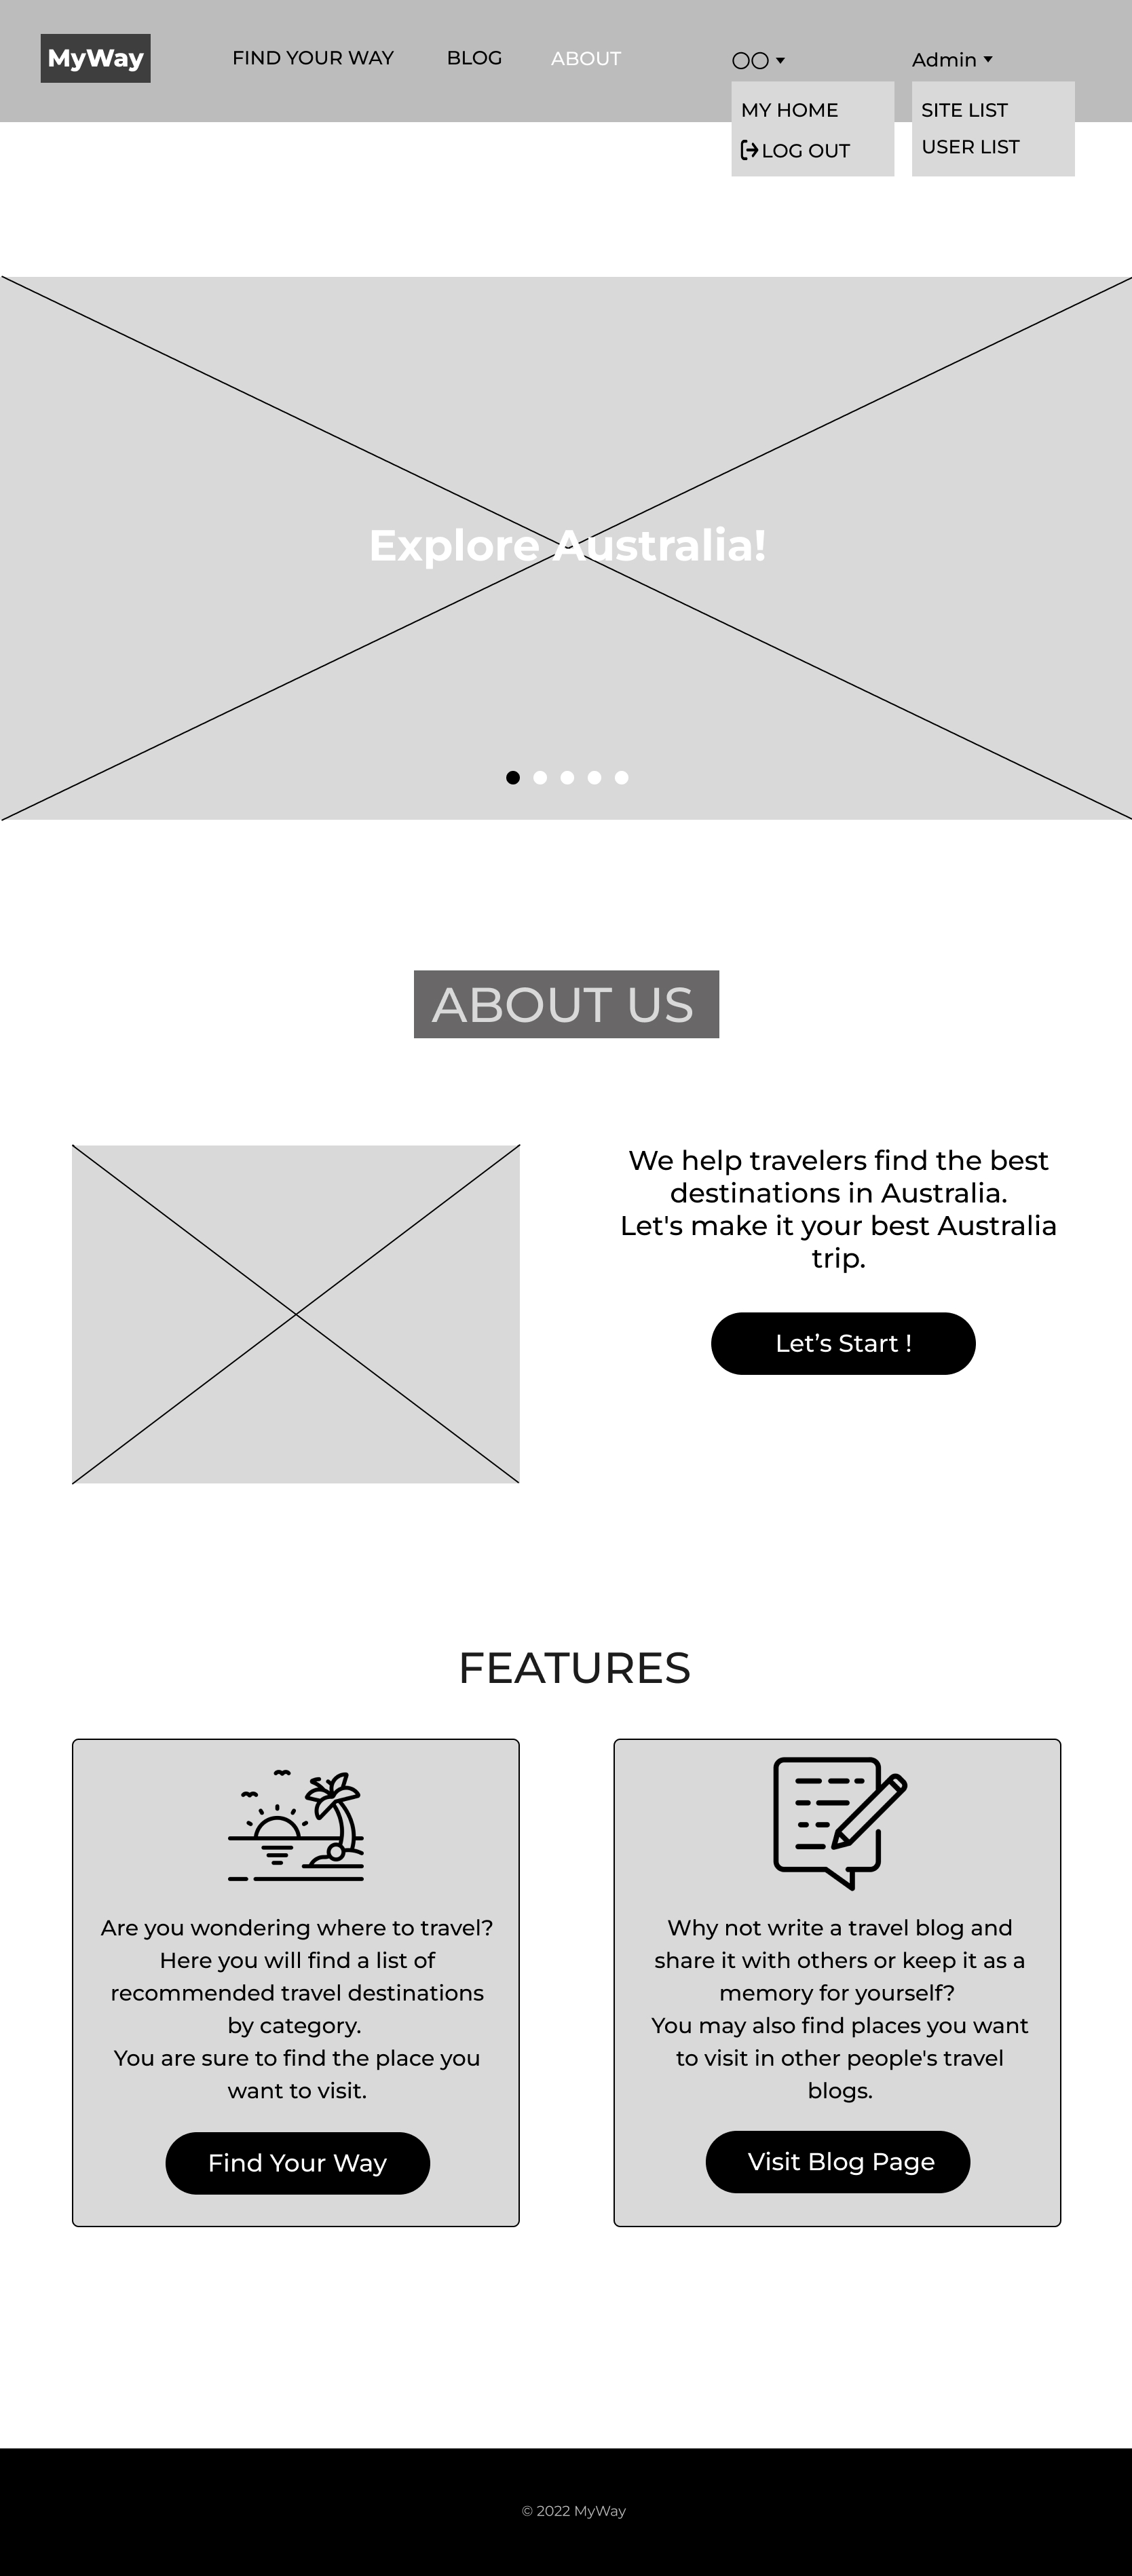 MyWay
FIND YOUR WAY
BLOG
ABOUT
〇〇
Admin
MY HOME
LOG OUT
SITE LIST
USER LIST
Explore Australia!
ABOUT US
We help travelers find the best
destinations in Australia.
Let's make it your best Australia
trip.
Let’s Start !
FEATURES
Are you wondering where to travel?
Here you will find a list of
recommended travel destinations
by category.
You are sure to find the place you
want to visit.
Find Your Way
Why not write a travel blog and
share it with others or keep it as a
memory for yourself?
You may also find places you want
to visit in other people's travel
blogs.
Visit Blog Page
© 2022 MyWay